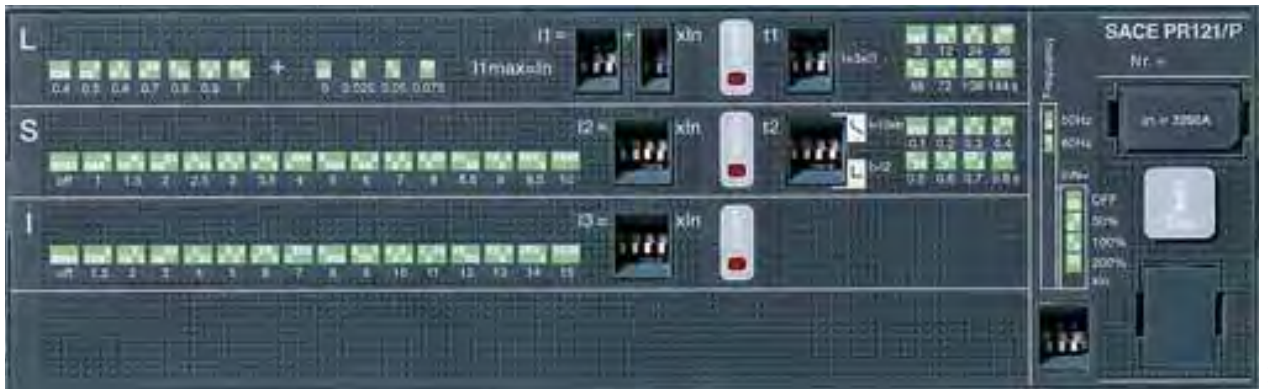 L
I1 = + xIn t1
0.4 0.5 0.6 0.7 0.8 0.9 1 + 0 0.025 0.05 0.075 I1max=In
3 12 24 36
48 72 108 144 s
S
I2 = xIn t2
off 1 1.5 2 2.5 3 3.5 4 5 6 7 8 8.5 9 9.5 10
0.1 0.2 0.3 0.4
0.5 0.6 0.7 0.8 s
I
I3 = xIn
off 1.5 2 3 4 5 6 7 8 9 10 11 12 13 14 15
Frequency
50Hz
60Hz
OFF
50%
100%
200%
SACE PR121/P
Nr. =
In = 3200A